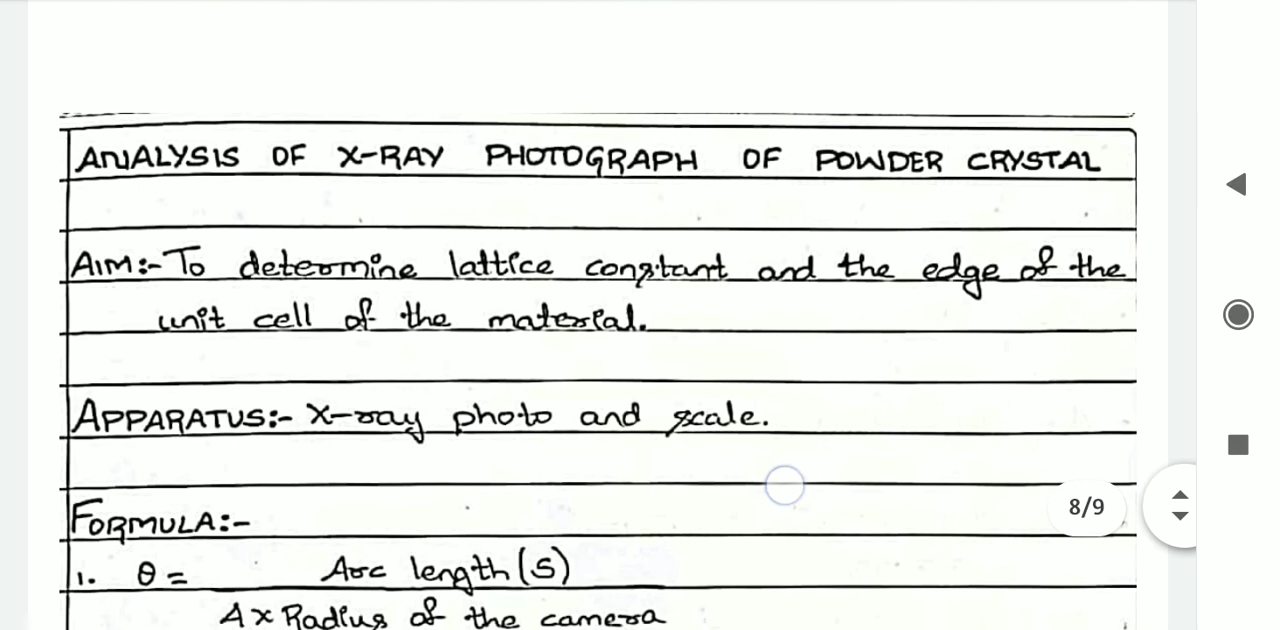 ANALYSIS OF X-RAY PHOTOGRAPH OF POWDER CRYSTAL
AIM:- To determine lattice constant and the edge of the
unit cell of the material.
APPARATUS:- X-ray photo and scale.
8/9
FORMULA:-
1. θ = Arc length (S)
4 x Radius of the camera